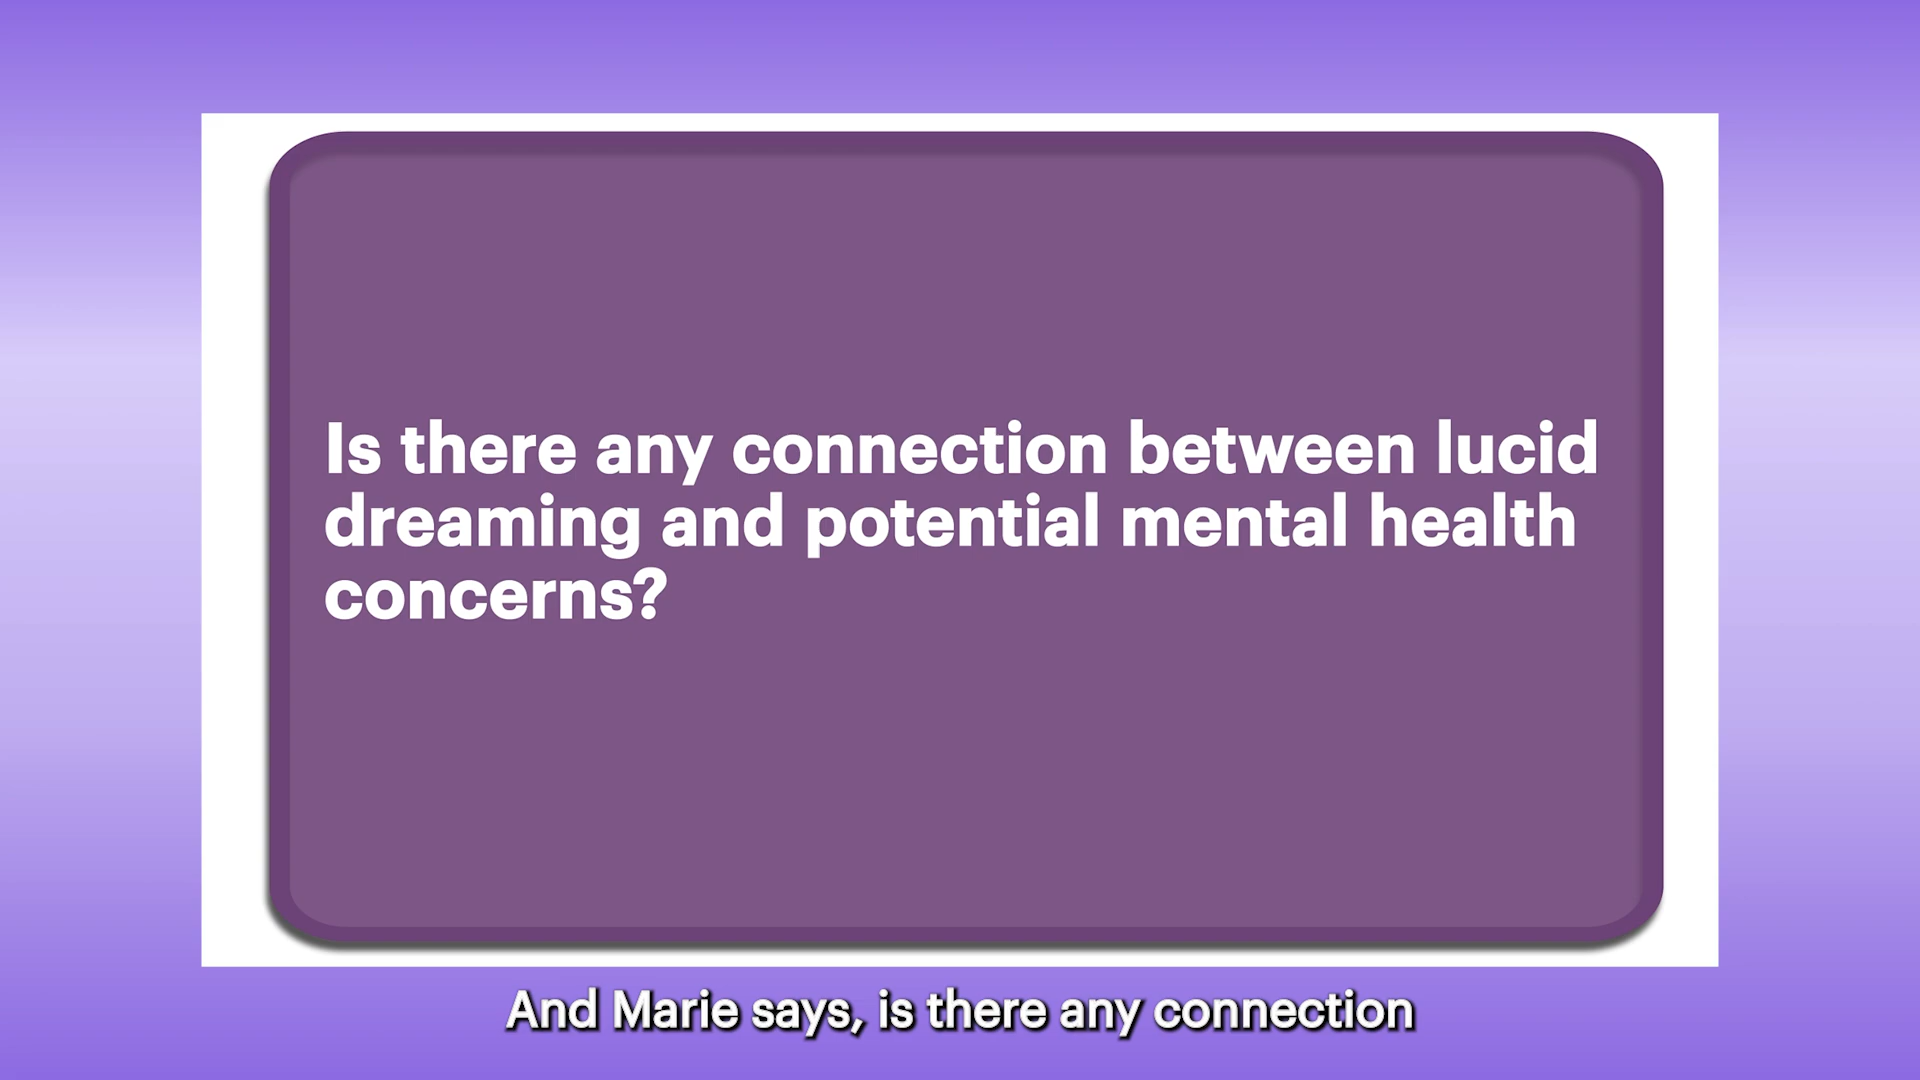 Is there any connection between lucid
dreaming and potential mental health
concerns?
And Marie says, is there any connection